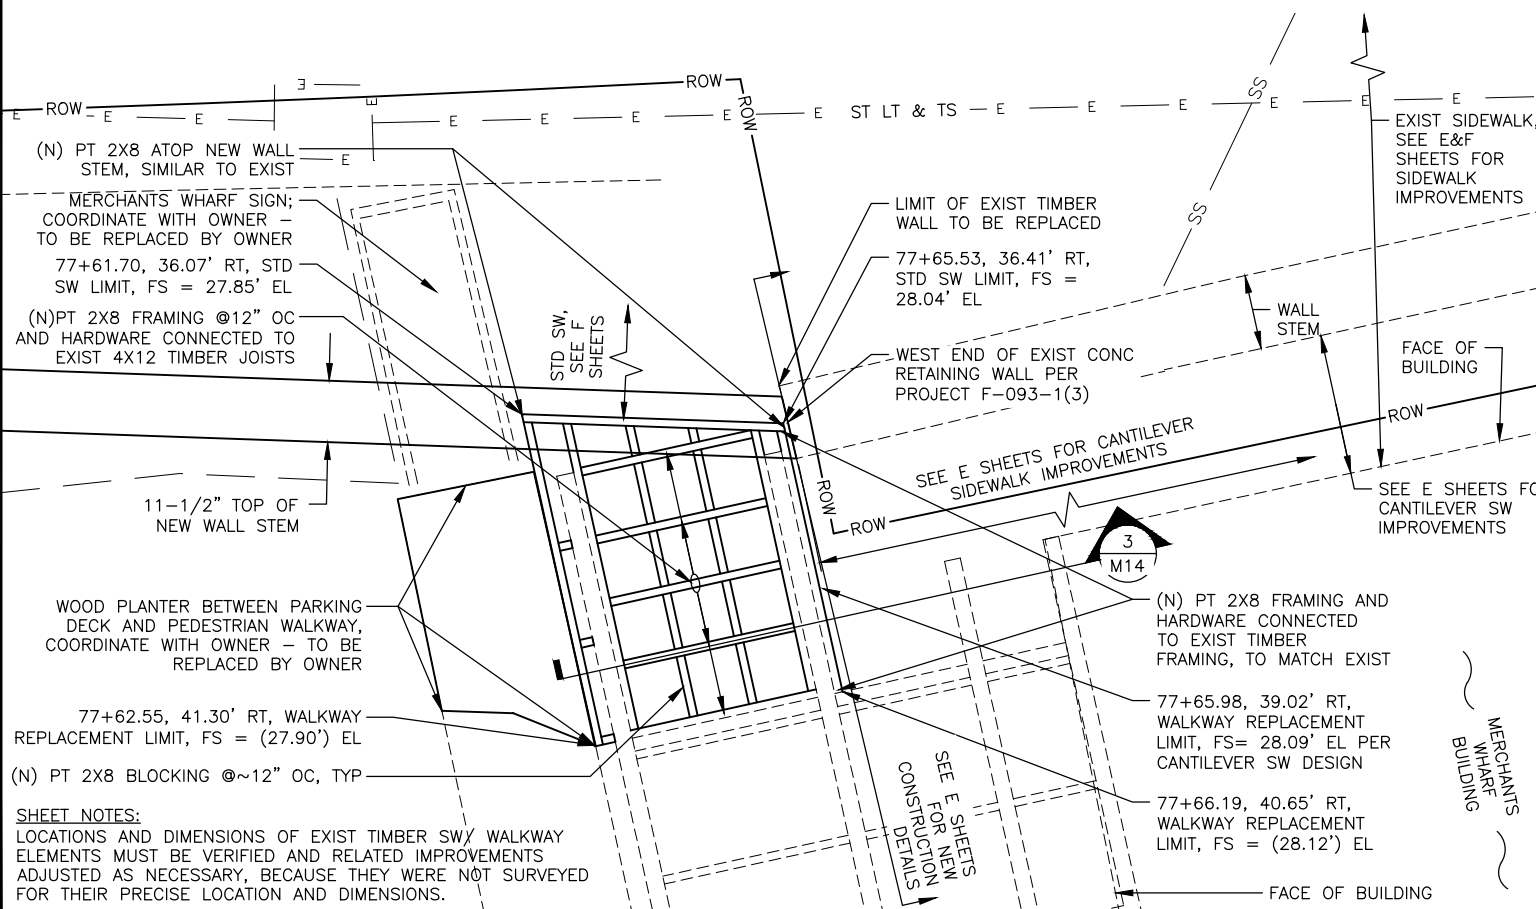 ROW
ROW
ROW
E
E
E
E
E
E
E
E
E
E
E
E
ST LT & TS
E
E
E
E
E
E
SS
SS
(N) PT 2X8 ATOP NEW WALL
STEM, SIMILAR TO EXIST
MERCHANTS WHARF SIGN;
COORDINATE WITH OWNER –
TO BE REPLACED BY OWNER
77+61.70, 36.07' RT, STD
SW LIMIT, FS = 27.85' EL
(N)PT 2X8 FRAMING @12" OC
AND HARDWARE CONNECTED TO
EXIST 4X12 TIMBER JOISTS
STD SW,
SEE F
SHEETS
LIMIT OF EXIST TIMBER
WALL TO BE REPLACED
77+65.53, 36.41' RT,
STD SW LIMIT, FS =
28.04' EL
WEST END OF EXIST CONC
RETAINING WALL PER
PROJECT F-093-1(3)
EXIST SIDEWALK,
SEE E&F
SHEETS FOR
SIDEWALK
IMPROVEMENTS
WALL
STEM
FACE OF
BUILDING
ROW
SEE E SHEETS FOR CANTILEVER
SIDEWALK IMPROVEMENTS
ROW
ROW
11-1/2" TOP OF
NEW WALL STEM
SEE E SHEETS FO
CANTILEVER SW
IMPROVEMENTS
3
M14
WOOD PLANTER BETWEEN PARKING
DECK AND PEDESTRIAN WALKWAY,
COORDINATE WITH OWNER – TO BE
REPLACED BY OWNER
77+62.55, 41.30' RT, WALKWAY
REPLACEMENT LIMIT, FS = (27.90') EL
(N) PT 2X8 BLOCKING @~12" OC, TYP
(N) PT 2X8 FRAMING AND
HARDWARE CONNECTED
TO EXIST TIMBER
FRAMING, TO MATCH EXIST
77+65.98, 39.02' RT,
WALKWAY REPLACEMENT
LIMIT, FS= 28.09' EL PER
CANTILEVER SW DESIGN
77+66.19, 40.65' RT,
WALKWAY REPLACEMENT
LIMIT, FS = (28.12') EL
MERCHANTS
WHARF
BUILDING
SEE E SHEETS
FOR NEW
CONSTRUCTION
DETAILS
FACE OF BUILDING
SHEET NOTES:
LOCATIONS AND DIMENSIONS OF EXIST TIMBER SW/ WALKWAY
ELEMENTS MUST BE VERIFIED AND RELATED IMPROVEMENTS
ADJUSTED AS NECESSARY, BECAUSE THEY WERE NOT SURVEYED
FOR THEIR PRECISE LOCATION AND DIMENSIONS.